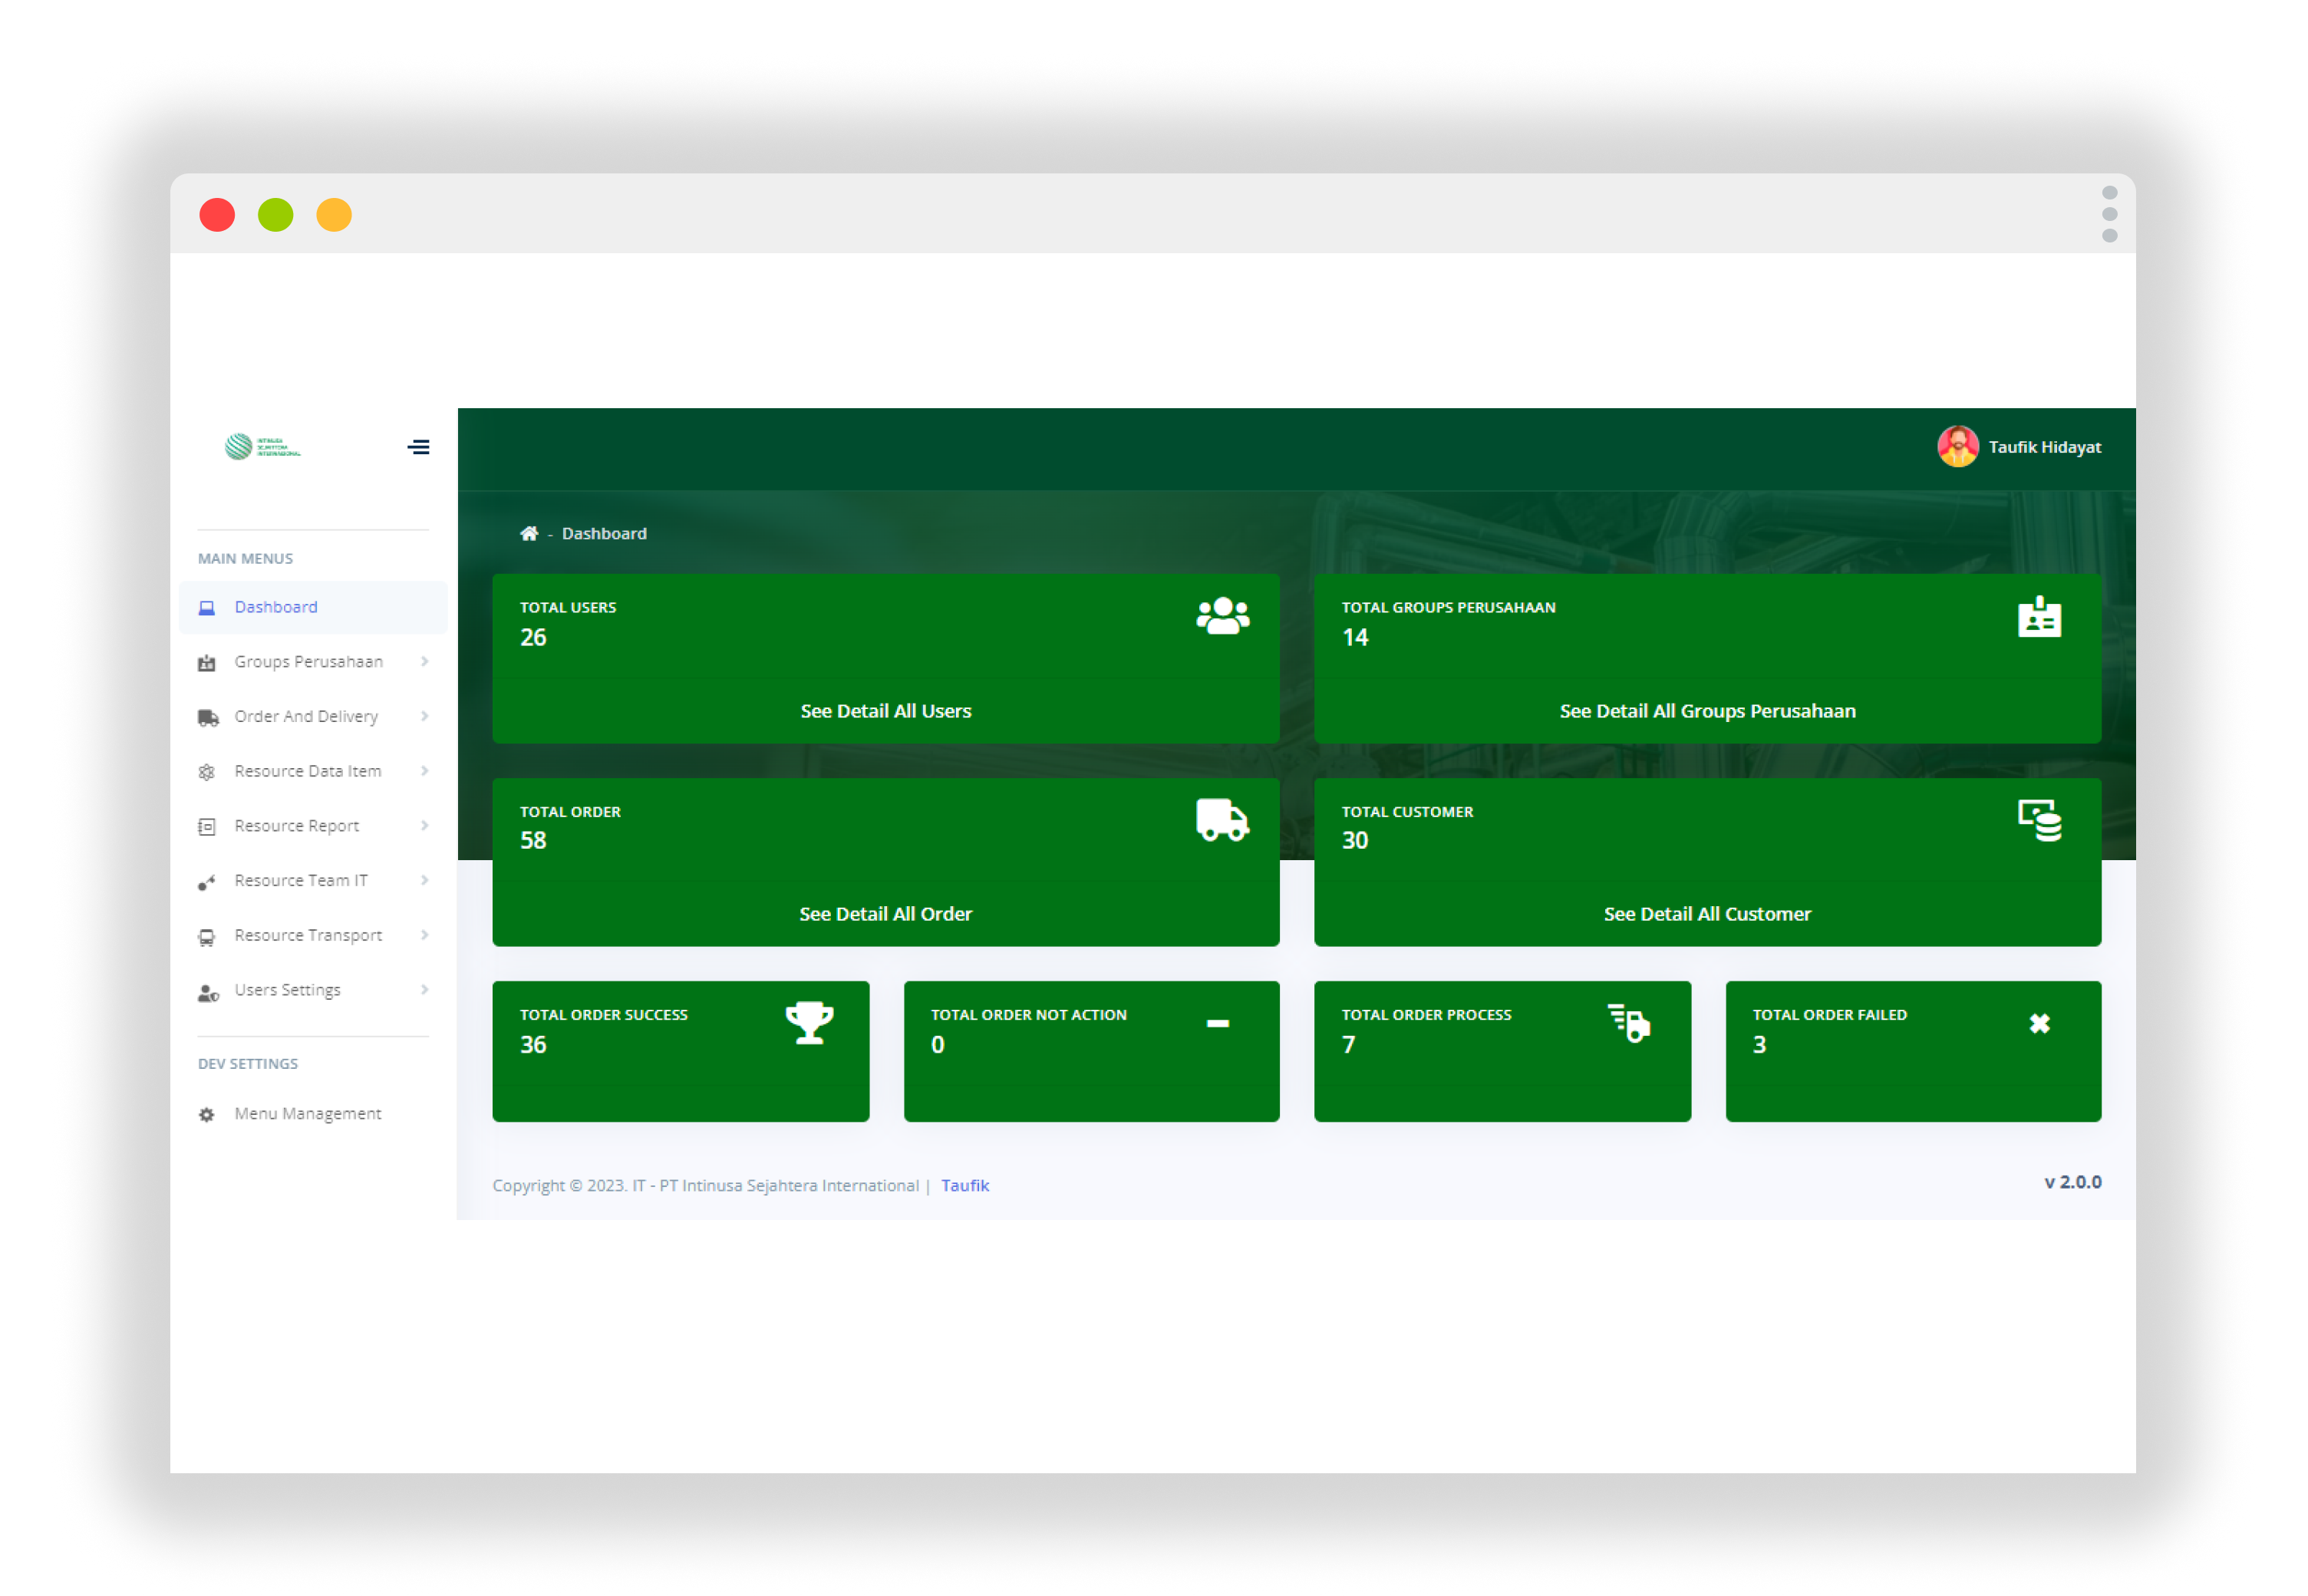 INTINUSA
SEJAHTERA
INTERNASIONAL
Taufik Hidayat
- Dashboard
MAIN MENUS
Dashboard
Groups Perusahaan
Order And Delivery
Resource Data Item
Resource Report
Resource Team IT
Resource Transport
Users Settings
DEV SETTINGS
Menu Management
TOTAL USERS
26
See Detail All Users
TOTAL GROUPS PERUSAHAAN
14
See Detail All Groups Perusahaan
TOTAL ORDER
58
See Detail All Order
TOTAL CUSTOMER
30
See Detail All Customer
TOTAL ORDER SUCCESS
36
TOTAL ORDER NOT ACTION
0
TOTAL ORDER PROCESS
7
TOTAL ORDER FAILED
3
Copyright © 2023. IT - PT Intinusa Sejahtera International | Taufik
v 2.0.0